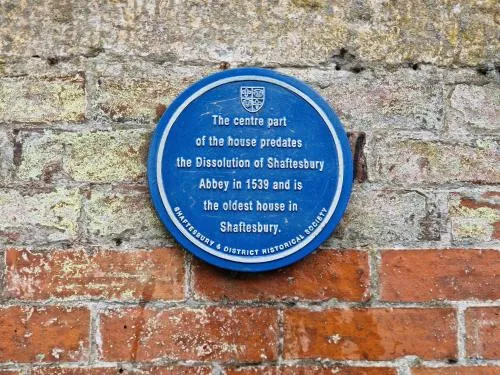 The centre part
of the house predates
the Dissolution of Shaftesbury
Abbey in 1539 and is
the oldest house in
Shaftesbury.
SHAFTESBURY & DISTRICT HISTORICAL SOCIETY